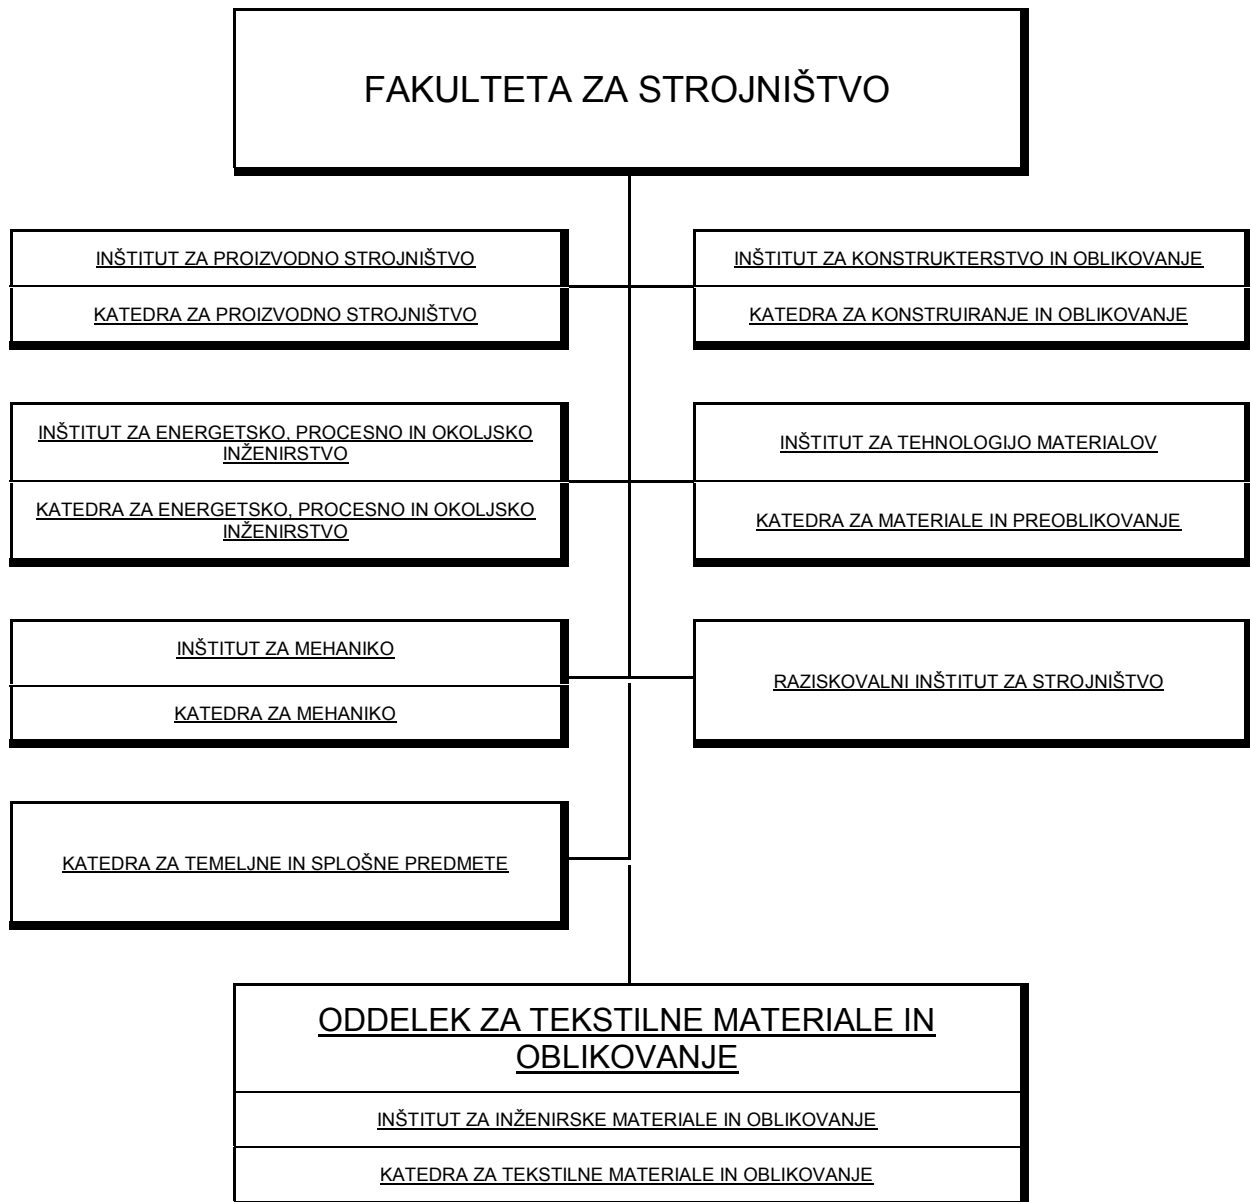 FAKULTETA ZA STROJNIŠTVO
INŠTITUT ZA PROIZVODNO STROJNIŠTVO
KATEDRA ZA PROIZVODNO STROJNIŠTVO
INŠTITUT ZA KONSTRUKTERSTVO IN OBLIKOVANJE
KATEDRA ZA KONSTRUIRANJE IN OBLIKOVANJE
INŠTITUT ZA ENERGETSKO, PROCESNO IN OKOLJSKO
INŽENIRSTVO
KATEDRA ZA ENERGETSKO, PROCESNO IN OKOLJSKO
INŽENIRSTVO
INŠTITUT ZA TEHNOLOGIJO MATERIALOV
KATEDRA ZA MATERIALE IN PREOBLIKOVANJE
INŠTITUT ZA MEHANIKO
KATEDRA ZA MEHANIKO
RAZISKOVALNI INŠTITUT ZA STROJNIŠTVO
KATEDRA ZA TEMELJNE IN SPLOŠNE PREDMETE
ODDELEK ZA TEKSTILNE MATERIALE IN
OBLIKOVANJE
INŠTITUT ZA INŽENIRSKE MATERIALE IN OBLIKOVANJE
KATEDRA ZA TEKSTILNE MATERIALE IN OBLIKOVANJE